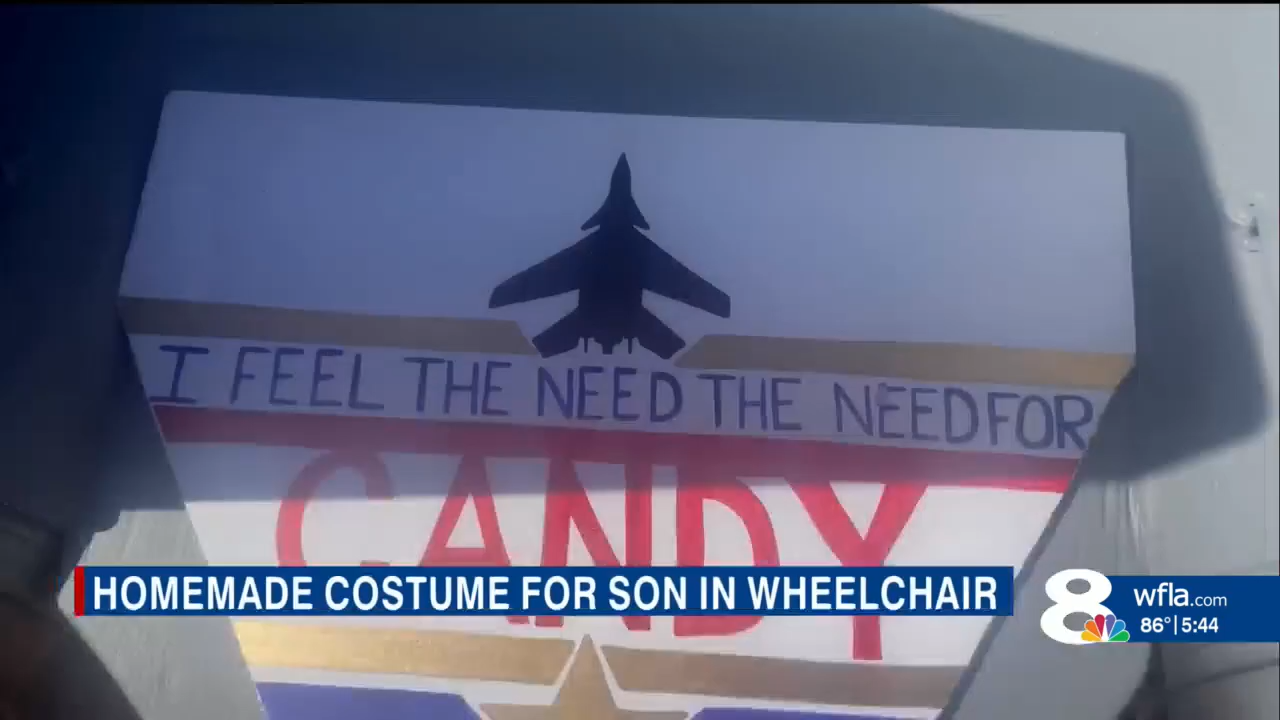 I FEEL THE NEED THE NEED FOR
CANDY
HOMEMADE COSTUME FOR SON IN WHEELCHAIR
8
wfla.com
86° | 5:44